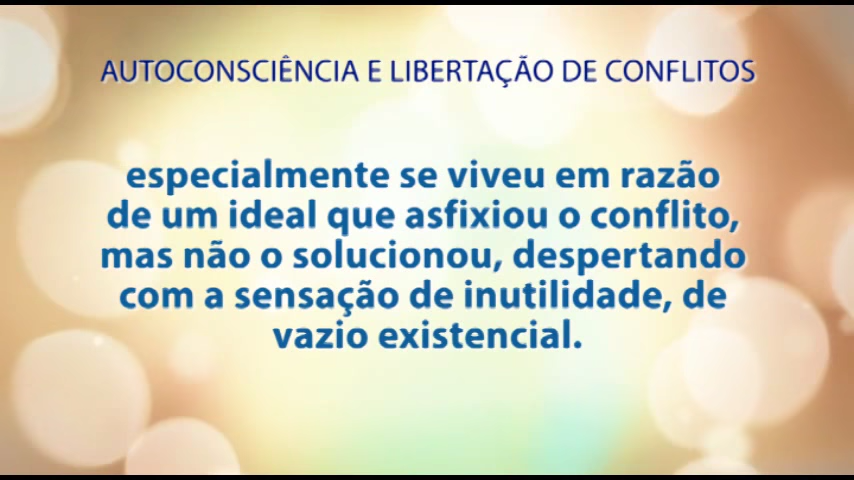 AUTOCONSCIÊNCIA E LIBERTAÇÃO DE CONFLITOS
especialmente se viveu em razão
de um ideal que asfixiou o conflito,
mas não o solucionou, despertando
com a sensação de inutilidade, de
vazio existencial.